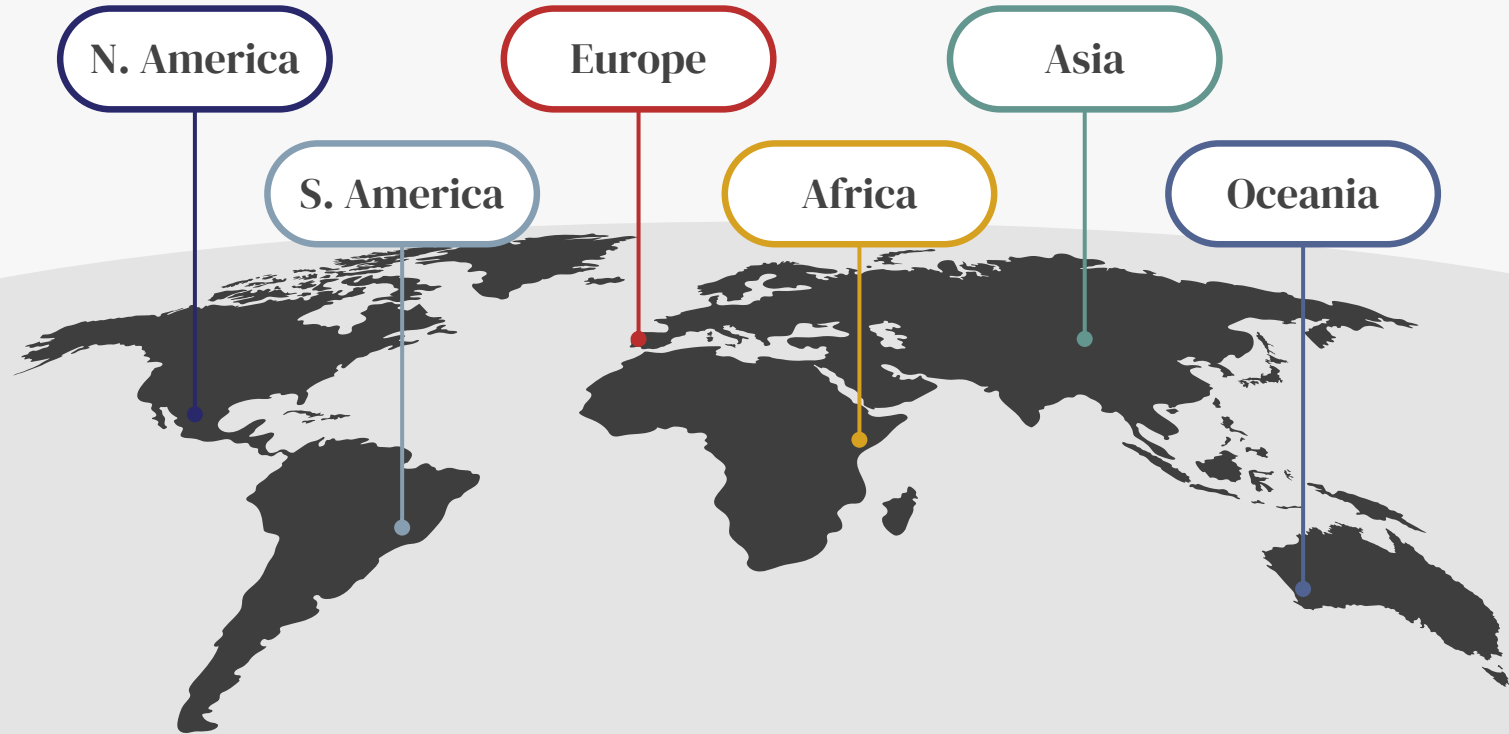 N. America
Europe
Asia
S. America
Africa
Oceania